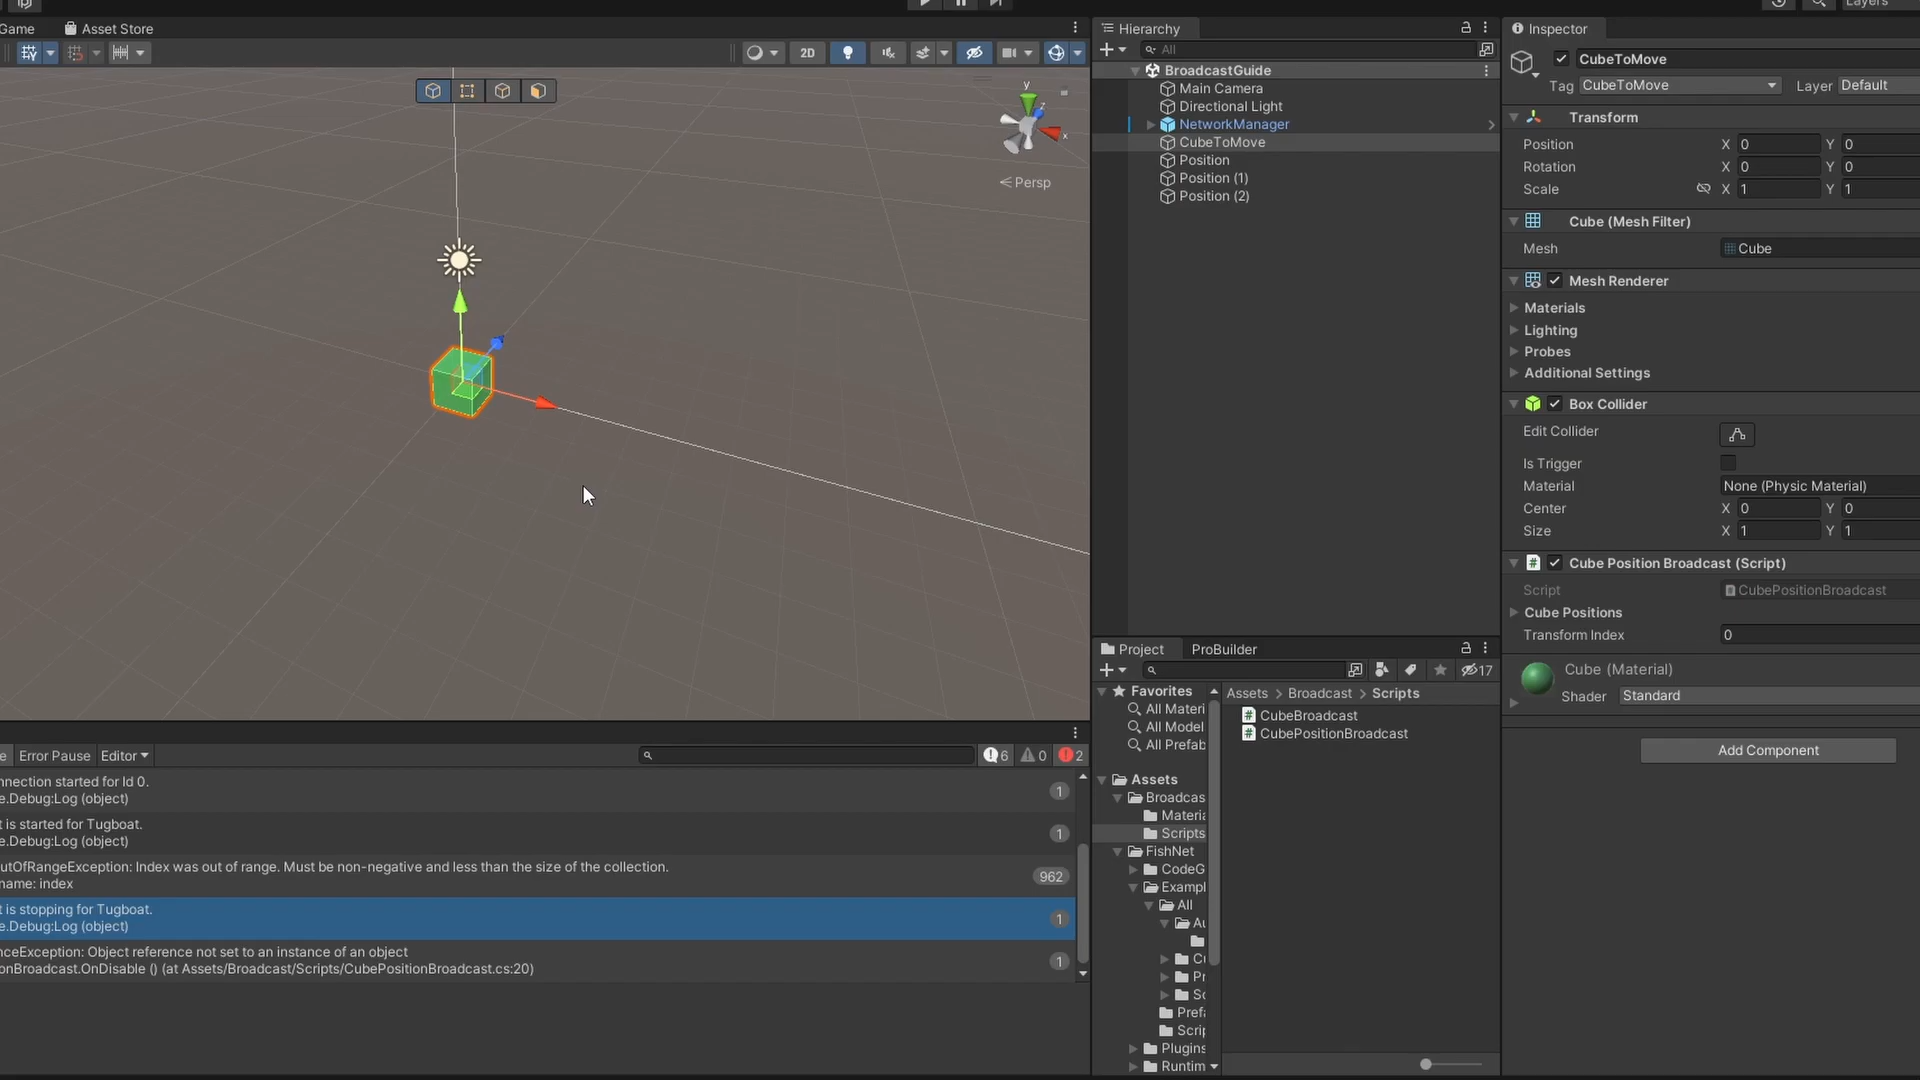 Layers
Game
Asset Store
2D
y
z
x
Persp
Hierarchy
All
BroadcastGuide
Main Camera
Directional Light
NetworkManager
CubeToMove
Position
Position (1)
Position (2)
Inspector
CubeToMove
Tag CubeToMove Layer Default
Transform
Position X 0 Y 0
Rotation X 0 Y 0
Scale X 1 Y 1
Cube (Mesh Filter)
Mesh Cube
Mesh Renderer
Materials
Lighting
Probes
Additional Settings
Box Collider
Edit Collider
Is Trigger
Material None (Physic Material)
Center X 0 Y 0
Size X 1 Y 1
Cube Position Broadcast (Script)
Script CubePositionBroadcast
Cube Positions
Transform Index 0
Cube (Material)
Shader Standard
Add Component
Project ProBuilder
17
Favorites
All Materi
All Model
All Prefab
Assets
Broadcas
Materia
Scripts
FishNet
CodeG
Exampl
All
Au
Cu
Pr
Sc
Prefa
Scrip
Plugins
Runtim
Assets > Broadcast > Scripts
CubeBroadcast
CubePositionBroadcast
e Error Pause Editor 6 0 2
nnection started for Id 0.
e.Debug:Log (object) 1
t is started for Tugboat.
e.Debug:Log (object) 1
utOfRangeException: Index was out of range. Must be non-negative and less than the size of the collection.
name: index 962
t is stopping for Tugboat.
e.Debug:Log (object) 1
nceException: Object reference not set to an instance of an object
onBroadcast.OnDisable () (at Assets/Broadcast/Scripts/CubePositionBroadcast.cs:20) 1